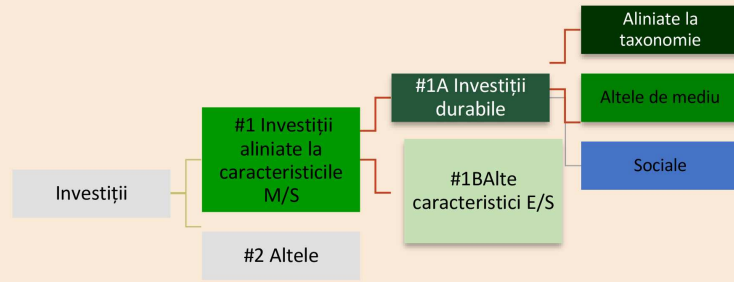 Investiții
#1 Investiții
aliniate la
caracteristicile
M/S
#2 Altele
#1A Investiții
durabile
#1BAlte
caracteristici E/S
Aliniate la
taxonomie
Altele de mediu
Sociale